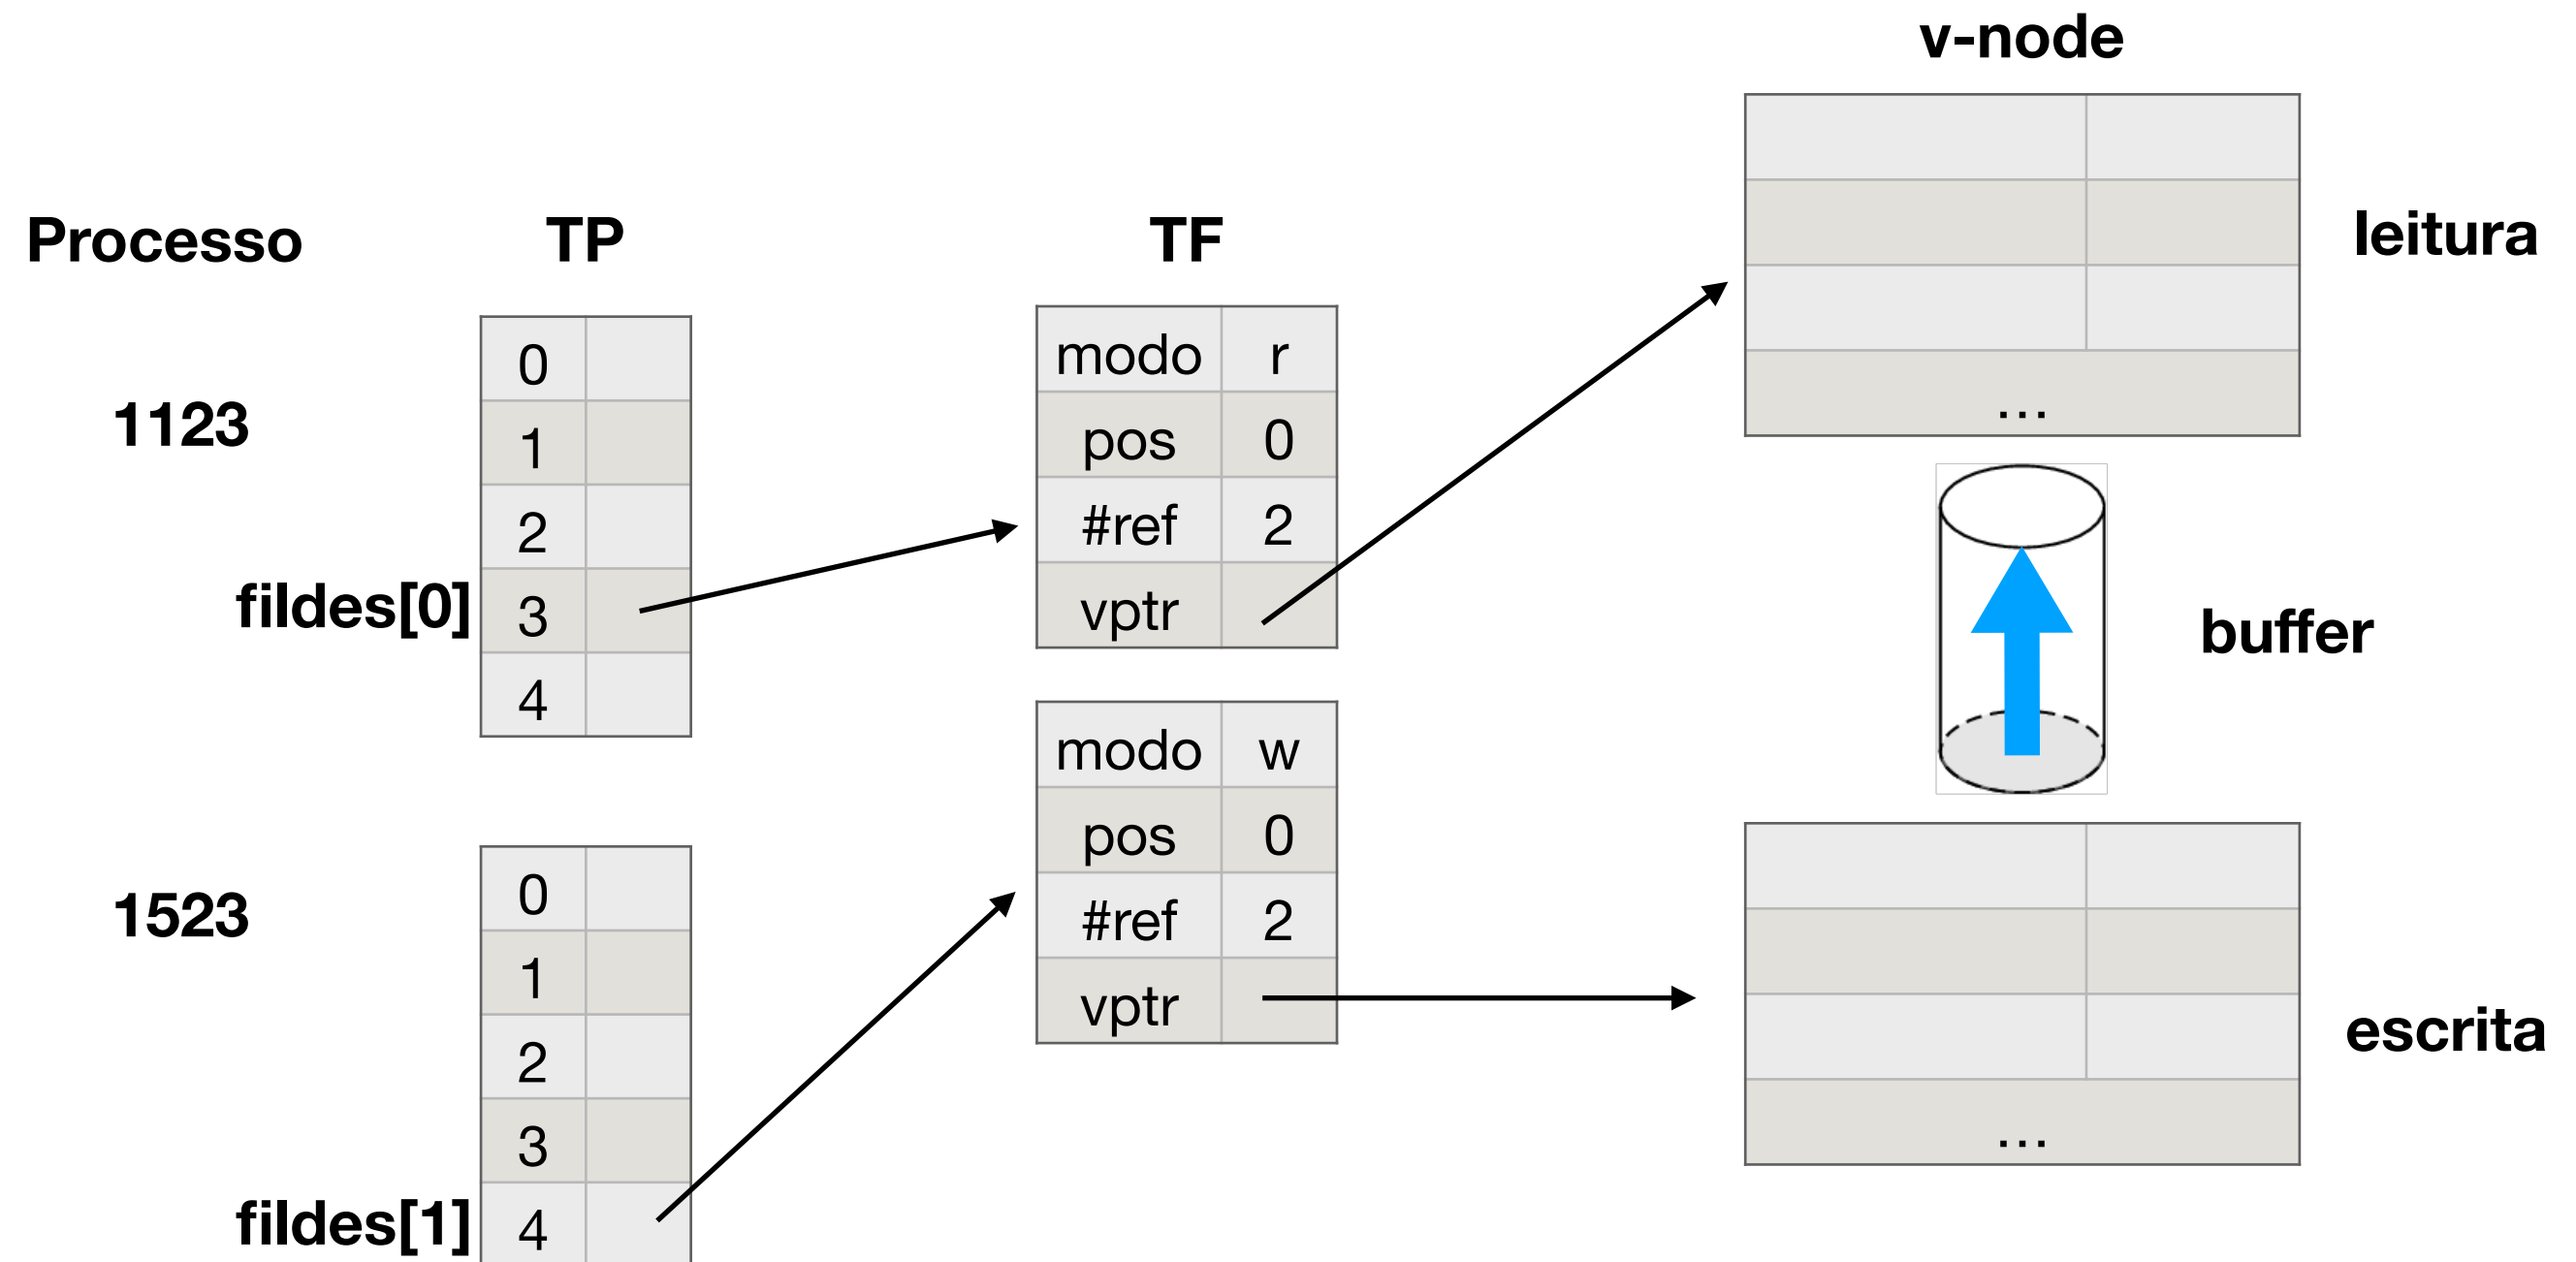 v-node
Processo TP TF leitura
1123
0
1
fildes[0]
2
3
4
modo r
pos 0
#ref 2
vptr
...
buffer
1523
0
1
2
3
fildes[1] 4
modo w
pos 0
#ref 2
vptr
escrita
...